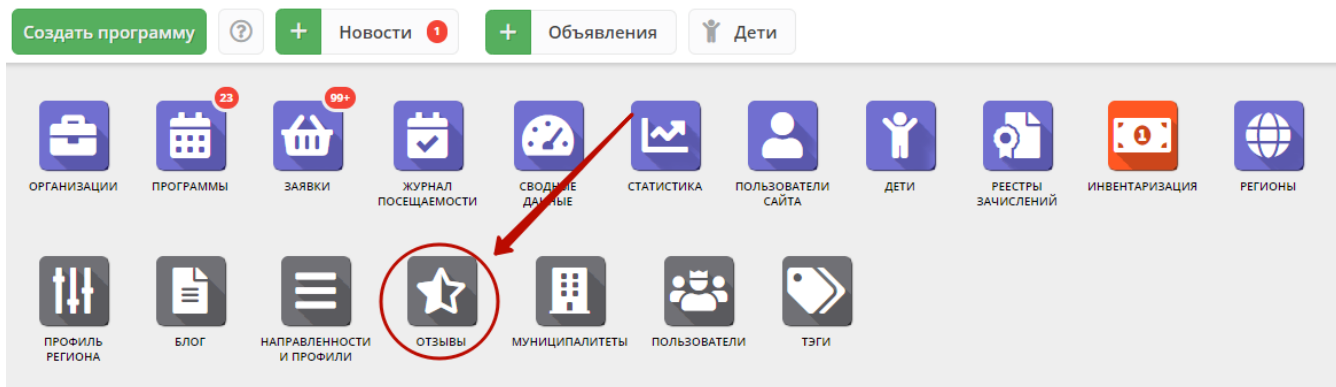 Создать программу ? + Новости 1 + Объявления Дети
23 99+
1
ОРГАНИЗАЦИИ ПРОГРАММЫ ЗАЯВКИ ЖУРНАЛ СВОДНЫЕ СТАТИСТИКА ПОЛЬЗОВАТЕЛИ ДЕТИ РЕЕСТРЫ ИНВЕНТАРИЗАЦИЯ РЕГИОНЫ
ПОСЕЩАЕМОСТИ ДАННЫЕ САЙТА ЗАЧИСЛЕНИЙ
ПРОФИЛЬ БЛОГ НАПРАВЛЕННОСТИ ОТЗЫВЫ МУНИЦИПАЛИТЕТЫ ПОЛЬЗОВАТЕЛИ ТЭГИ
РЕГИОНА И ПРОФИЛИ